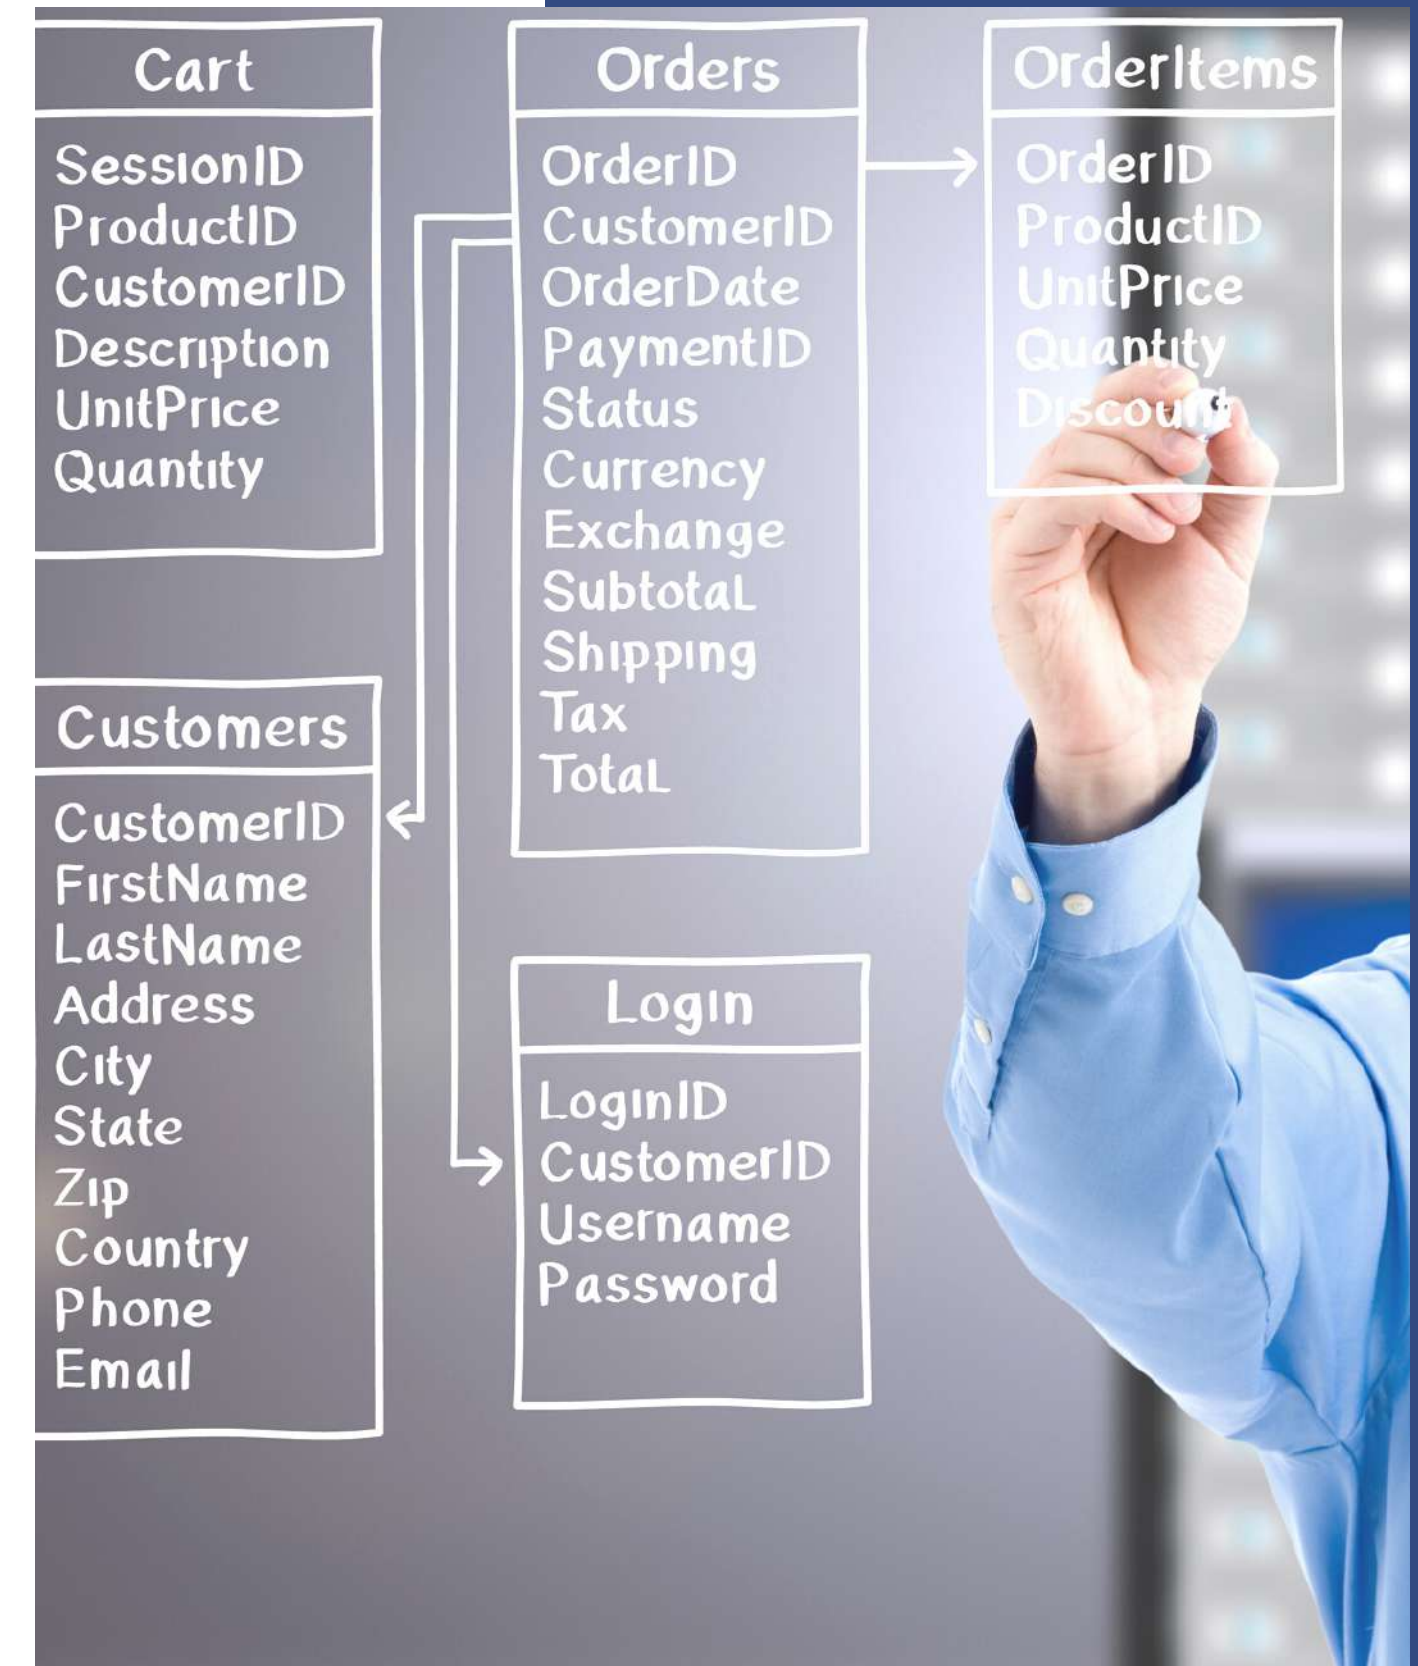 Cart
SessionID
ProductID
CustomerID
Description
UnitPrice
Quantity
Orders
OrderID
CustomerID
OrderDate
PaymentID
Status
Currency
Exchange
Subtotal
Shipping
Tax
Total
OrderItems
OrderID
ProductID
UnitPrice
Quantity
Discount
Customers
CustomerID
FirstName
LastName
Address
City
State
Zip
Country
Phone
Email
Login
LoginID
CustomerID
Username
Password